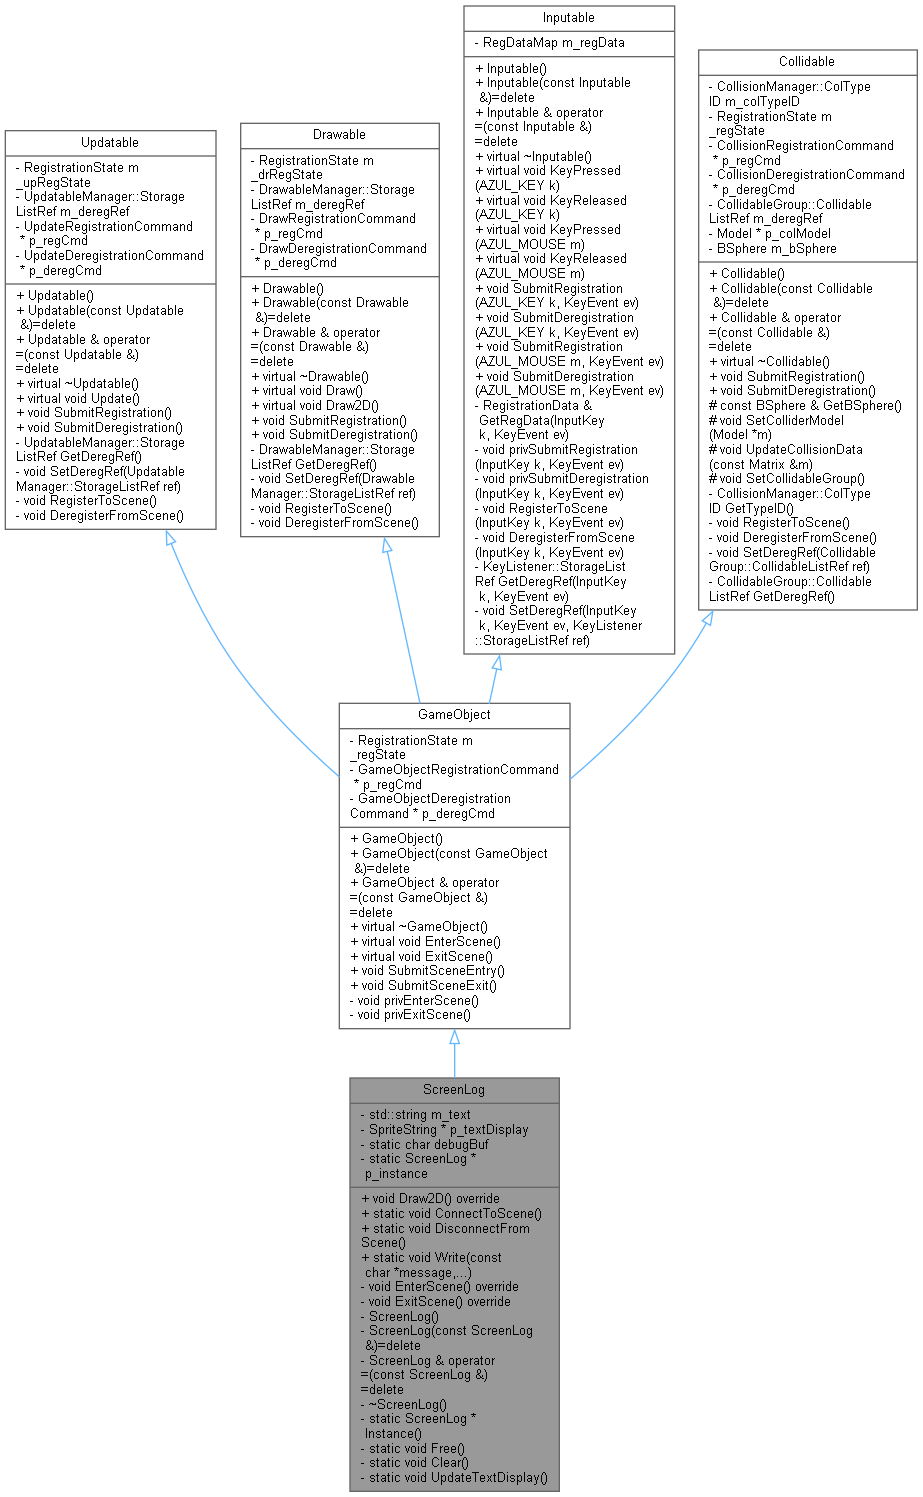 Updatable
- RegistrationState m
_upRegState
- UpdatableManager::Storage
ListRef m_deregRef
- UpdateRegistrationCommand
* p_regCmd
- UpdateDeregistrationCommand
* p_deregCmd
+ Updatable()
+ Updatable(const Updatable
&)=delete
+ Updatable & operator
=(const Updatable &)
=delete
+ virtual ~Updatable()
+ virtual void Update()
+ void SubmitRegistration()
+ void SubmitDeregistration()
- UpdatableManager::Storage
ListRef GetDeregRef()
- void SetDeregRef(Updatable
Manager::StorageListRef ref)
- void RegisterToScene()
- void DeregisterFromScene()
Drawable
- RegistrationState m
_drRegState
- DrawableManager::Storage
ListRef m_deregRef
- DrawRegistrationCommand
* p_regCmd
- DrawDeregistrationCommand
* p_deregCmd
+ Drawable()
+ Drawable(const Drawable
&)=delete
+ Drawable & operator
=(const Drawable &)
=delete
+ virtual ~Drawable()
+ virtual void Draw()
+ virtual void Draw2D()
+ void SubmitRegistration()
+ void SubmitDeregistration()
- DrawableManager::Storage
ListRef GetDeregRef()
- void SetDeregRef(Drawable
Manager::StorageListRef ref)
- void RegisterToScene()
- void DeregisterFromScene()
Inputable
- RegDataMap m_regData
+ Inputable()
+ Inputable(const Inputable
&)=delete
+ Inputable & operator
=(const Inputable &)
=delete
+ virtual ~Inputable()
+ virtual void KeyPressed
(AZUL_KEY k)
+ virtual void KeyReleased
(AZUL_KEY k)
+ virtual void KeyPressed
(AZUL_MOUSE m)
+ virtual void KeyReleased
(AZUL_MOUSE m)
+ void SubmitRegistration
(AZUL_KEY k, KeyEvent ev)
+ void SubmitDeregistration
(AZUL_KEY k, KeyEvent ev)
+ void SubmitRegistration
(AZUL_MOUSE m, KeyEvent ev)
+ void SubmitDeregistration
(AZUL_MOUSE m, KeyEvent ev)
- RegistrationData &
GetRegData(InputKey
k, KeyEvent ev)
- void privSubmitRegistration
(InputKey k, KeyEvent ev)
- void privSubmitDeregistration
(InputKey k, KeyEvent ev)
- void RegisterToScene
(InputKey k, KeyEvent ev)
- void DeregisterFromScene
(InputKey k, KeyEvent ev)
- KeyListener::StorageList
Ref GetDeregRef(InputKey
k, KeyEvent ev)
- void SetDeregRef(InputKey
k, KeyEvent ev, KeyListener
::StorageListRef ref)
Collidable
- CollisionManager::ColType
ID m_colTypeID
- RegistrationState m
_regState
- CollisionRegistrationCommand
* p_regCmd
- CollisionDeregistrationCommand
* p_deregCmd
- CollidableGroup::Collidable
ListRef m_deregRef
- Model * p_colModel
- BSphere m_bSphere
+ Collidable()
+ Collidable(const Collidable
&)=delete
+ Collidable & operator
=(const Collidable &)
=delete
+ virtual ~Collidable()
+ void SubmitRegistration()
+ void SubmitDeregistration()
# const BSphere & GetBSphere()
# void SetColliderModel
(Model *m)
# void UpdateCollisionData
(const Matrix &m)
# void SetCollidableGroup()
- CollisionManager::ColType
ID GetTypeID()
- void RegisterToScene()
- void DeregisterFromScene()
- void SetDeregRef(Collidable
Group::CollidableListRef ref)
- CollidableGroup::Collidable
ListRef GetDeregRef()
GameObject
- RegistrationState m
_regState
- GameObjectRegistrationCommand
* p_regCmd
- GameObjectDeregistration
Command * p_deregCmd
+ GameObject()
+ GameObject(const GameObject
&)=delete
+ GameObject & operator
=(const GameObject &)
=delete
+ virtual ~GameObject()
+ virtual void EnterScene()
+ virtual void ExitScene()
+ void SubmitSceneEntry()
+ void SubmitSceneExit()
- void privEnterScene()
- void privExitScene()
ScreenLog
- std::string m_text
- SpriteString * p_textDisplay
- static char debugBuf
- static ScreenLog *
p_instance
+ void Draw2D() override
+ static void ConnectToScene()
+ static void DisconnectFrom
Scene()
+ static void Write(const
char *message,...)
- void EnterScene() override
- void ExitScene() override
- ScreenLog()
- ScreenLog(const ScreenLog
&)=delete
- ScreenLog & operator
=(const ScreenLog &)
=delete
- ~ScreenLog()
- static ScreenLog *
Instance()
- static void Free()
- static void Clear()
- static void UpdateTextDisplay()